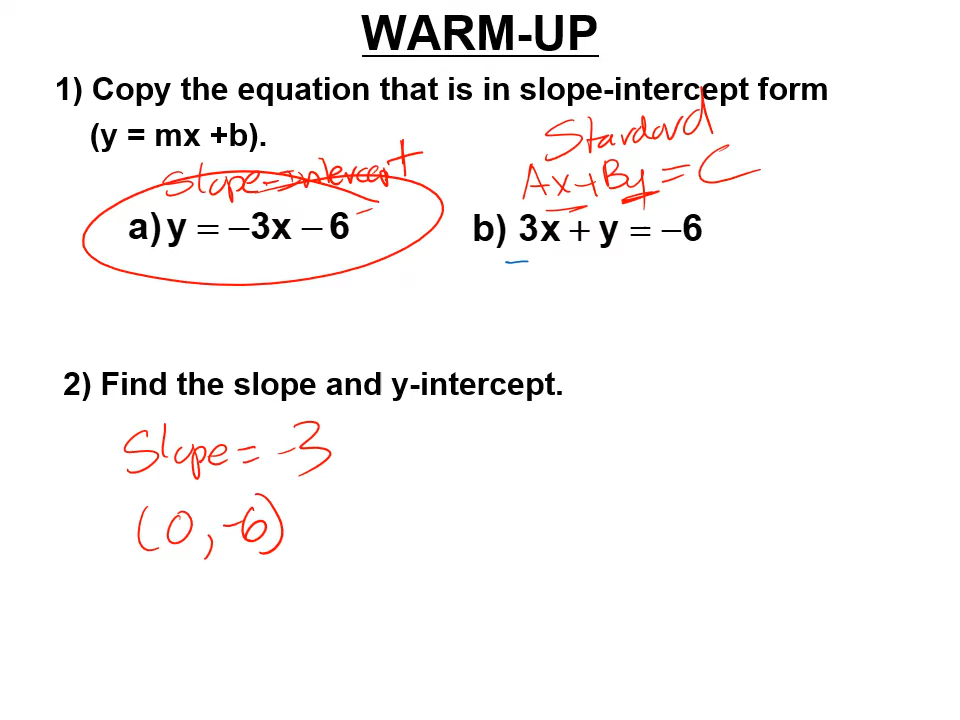 WARM-UP
1) Copy the equation that is in slope-intercept form
(y = mx +b).
Standard
Slope-Intercept
Ax+By=C
a) y = −3x − 6
b) 3x + y = −6
2) Find the slope and y-intercept.
Slope = -3
(0, -6)